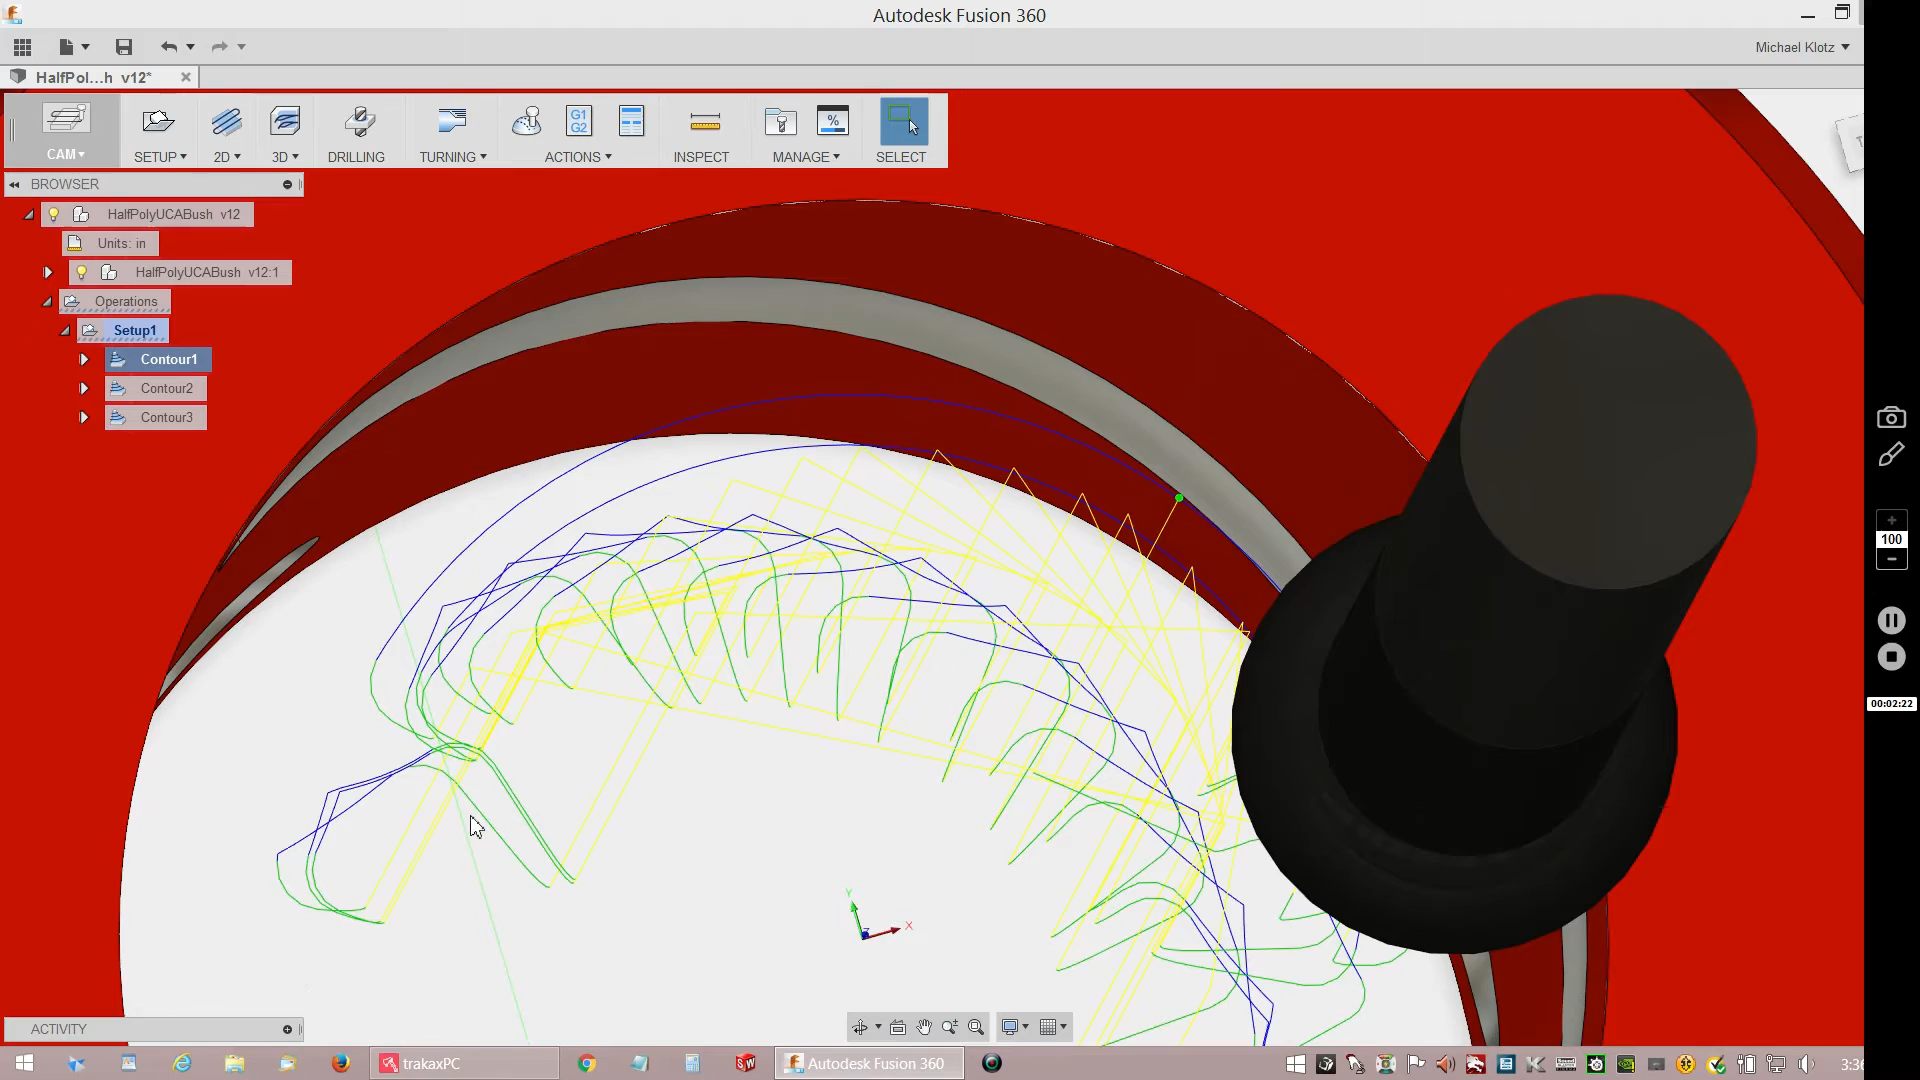 Autodesk Fusion 360
Michael Klotz
HalfPol...h v12*
CAM
SETUP
2D
3D
DRILLING
TURNING
G1
G2
ACTIONS
INSPECT
%
MANAGE
SELECT
BROWSER
HalfPolyUCABush v12
Units: in
HalfPolyUCABush v12:1
Operations
Setup1
Contour1
Contour2
Contour3
100
00:02:22
Y
X
Z
ACTIVITY
trakaxPC
SW
Autodesk Fusion 360
K